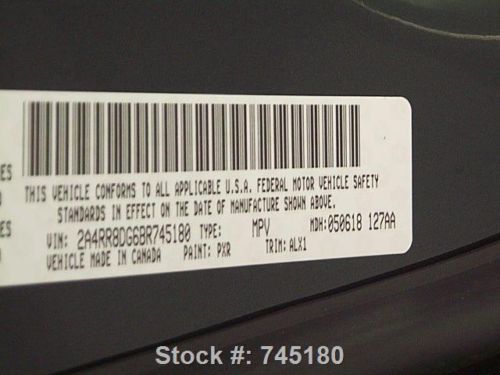 THIS VEHICLE CONFORMS TO ALL APPLICABLE U.S.A. FEDERAL MOTOR VEHICLE SAFETY
STANDARDS IN EFFECT ON THE DATE OF MANUFACTURE SHOWN ABOVE.
VIN: 2A4RR8DG6BR745180 TYPE: MPV MDH:050618 127AA
VEHICLE MADE IN CANADA PAINT: PXR TRIM:ALX1
Stock #: 745180